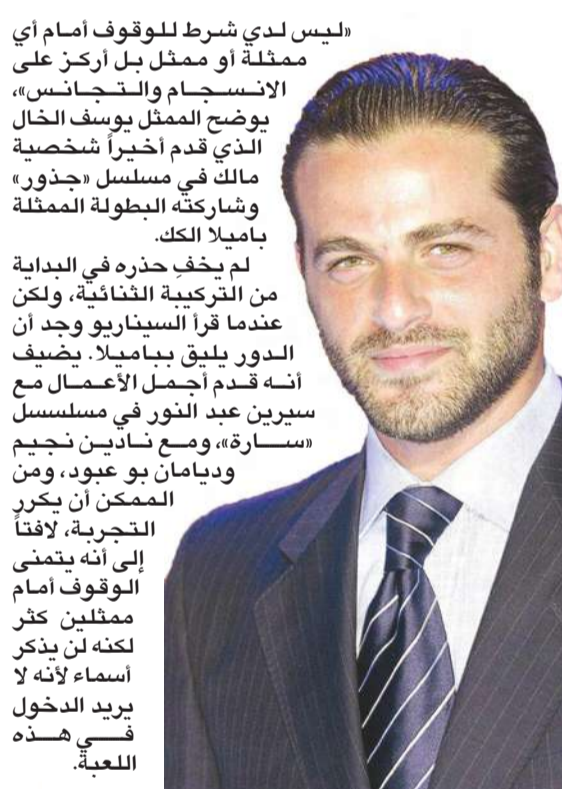 «ليس لدي شرط للوقوف أمام أي
ممثلة أو ممثل بل أركز على
الانسجام والتجانس»،
يوضح الممثل يوسف الخال
الذي قدم أخيراً شخصية
مالك في مسلسل «جذور»
وشاركته البطولة الممثلة
باميلا الكك.
لم يخفِ حذره في البداية
من التركيبة الثنائية، ولكن
عندما قرأ السيناريو وجد أن
الدور يليق بباميلا. يضيف
أنه قدم أجمل الأعمال مع
سيرين عبد النور في مسلسسل
«سارة»، ومع نادين نجيم
وديامان بو عبود، ومن
الممكن أن يكرر
التجربة، لافتاً
إلى أنه يتمنى
الوقوف أمام
ممثلين كثر
لكنه لن يذكر
أسماء لأنه لا
يريد الدخول
في هذه
اللعبة.